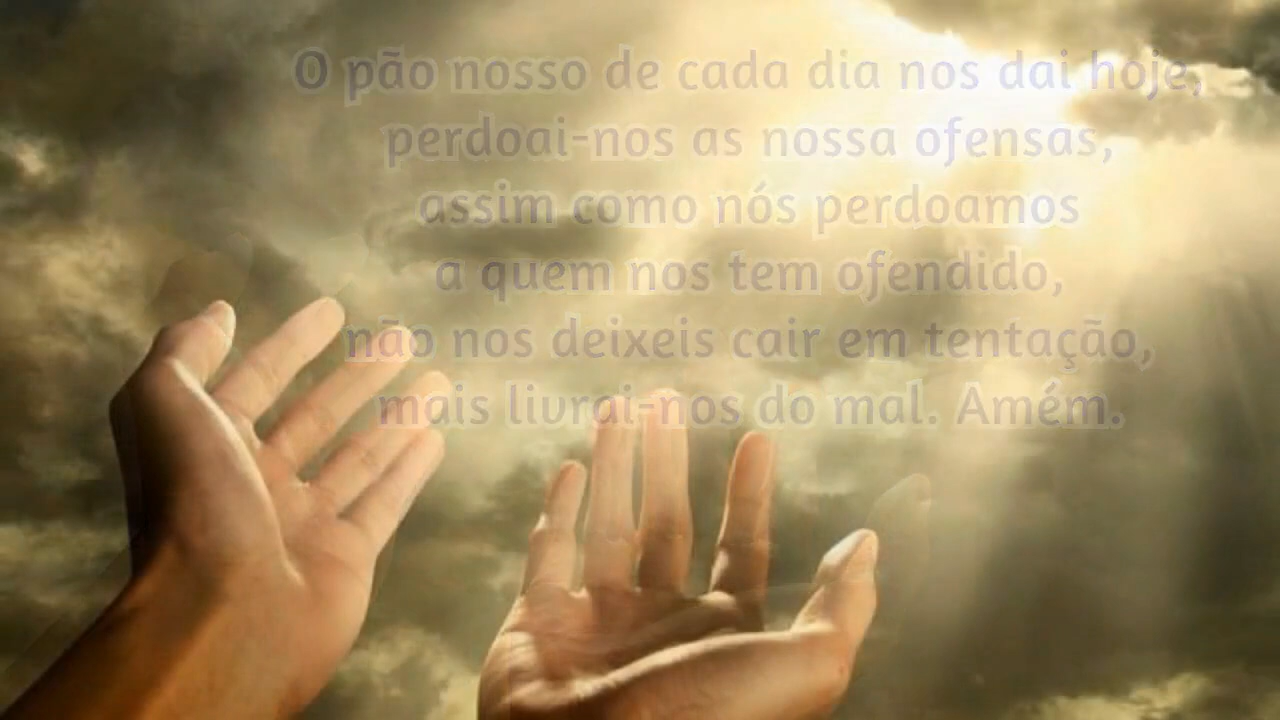 O pão nosso de cada dia nos dai hoje,
perdoai-nos as nossa ofensas,
assim como nós perdoamos
a quem nos tem ofendido,
não nos deixeis cair em tentação,
mais livrai-nos do mal. Amém.